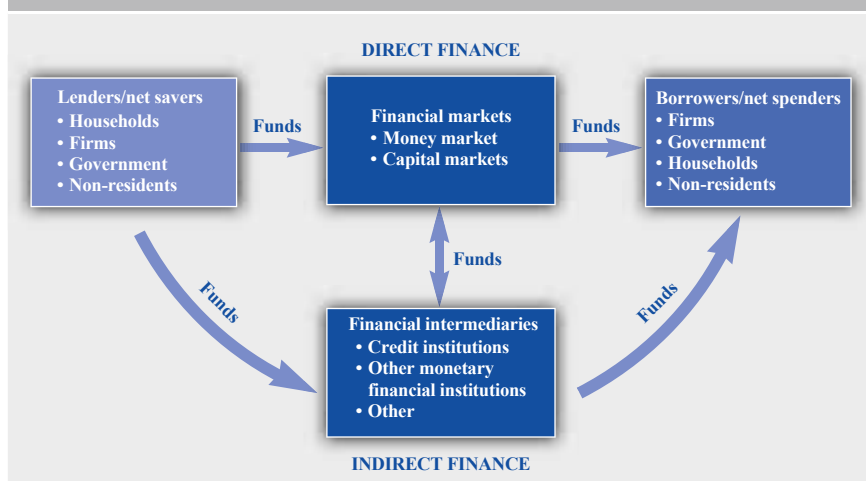 DIRECT FINANCE
Lenders/net savers
• Households
• Firms
• Government
• Non-residents
Funds
Financial markets
• Money market
• Capital markets
Funds
Borrowers/net spenders
• Firms
• Government
• Households
• Non-residents
Funds
Funds
Funds
Financial intermediaries
• Credit institutions
• Other monetary
financial institutions
• Other
INDIRECT FINANCE